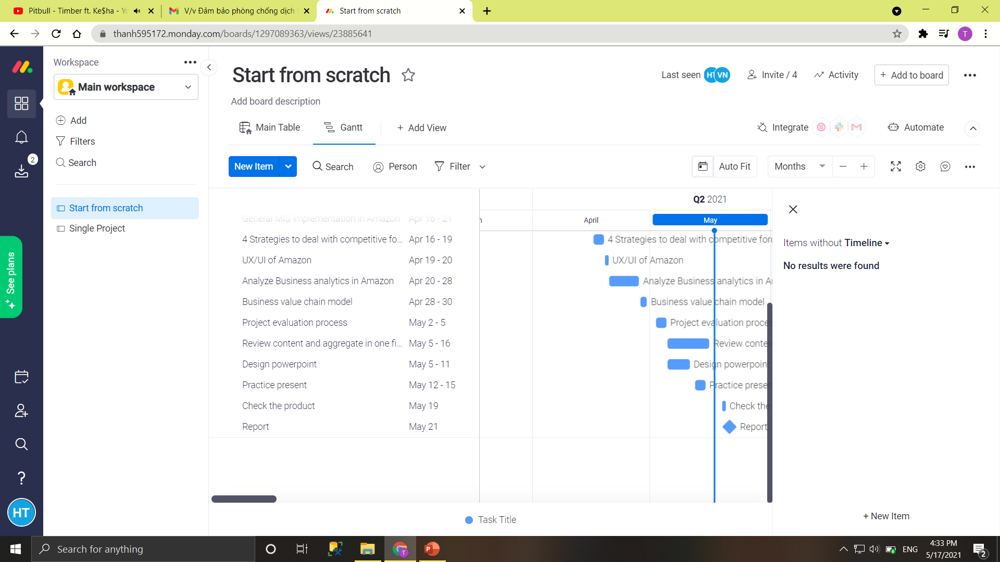 Pitbull - Timber ft. Ke$ha - Yo
V/v Đảm bảo phòng chống dịch
Start from scratch
thanh595172.monday.com/boards/1297089363/views/23885641
T
Workspace
Main workspace
Add
Filters
Search
2
Start from scratch
Single Project
See plans
HT
Start from scratch
Last seen
HT VN
Invite / 4
Activity
+ Add to board
Add board description
Main Table
Gantt
+ Add View
Integrate
Automate
New Item
Search
Person
Filter
Auto Fit
Months
Q2 2021
April
May
General MIS implementation in Amazon Apr 16 - 21
4 Strategies to deal with competitive fo... Apr 16 - 19
4 Strategies to deal with competitive forc
UX/UI of Amazon Apr 19 - 20
UX/UI of Amazon
Analyze Business analytics in Amazon Apr 20 - 28
Analyze Business analytics in A
Business value chain model Apr 28 - 30
Business value chain model
Project evaluation process May 2 - 5
Project evaluation proces
Review content and aggregate in one fi... May 5 - 16
Review conte
Design powerpoint May 5 - 11
Design powerpoint
Practice present May 12 - 15
Practice prese
Check the product May 19
Check the
Report May 21
Report
Task Title
Items without Timeline
No results were found
+ New Item
Search for anything
ENG
4:33 PM
5/17/2021
2